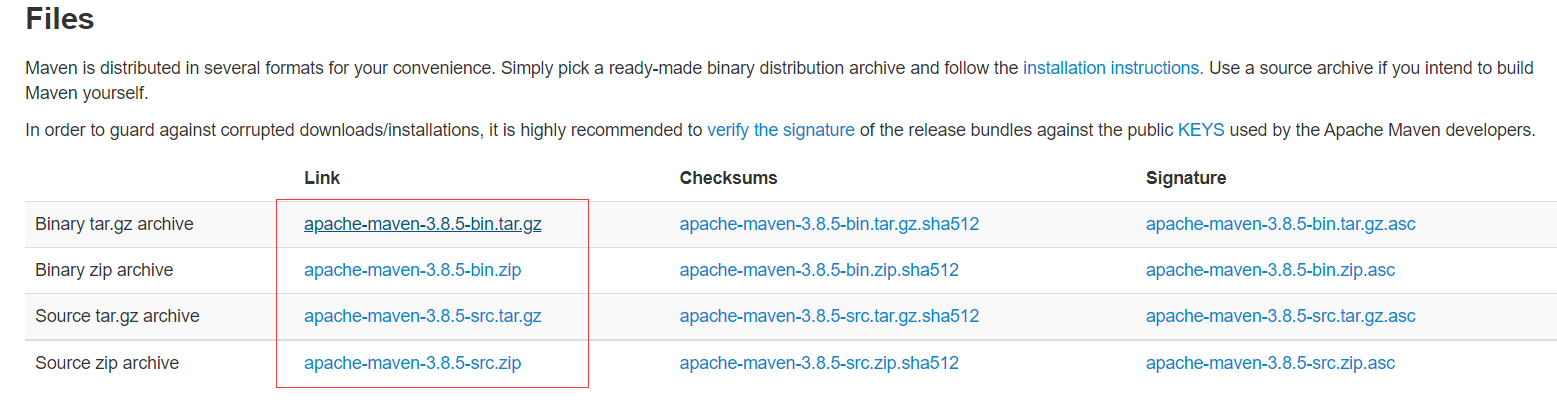 Files
Maven is distributed in several formats for your convenience. Simply pick a ready-made binary distribution archive and follow the installation instructions. Use a source archive if you intend to build
Maven yourself.
In order to guard against corrupted downloads/installations, it is highly recommended to verify the signature of the release bundles against the public KEYS used by the Apache Maven developers.
Link Checksums Signature
Binary tar.gz archive apache-maven-3.8.5-bin.tar.gz apache-maven-3.8.5-bin.tar.gz.sha512 apache-maven-3.8.5-bin.tar.gz.asc
Binary zip archive apache-maven-3.8.5-bin.zip apache-maven-3.8.5-bin.zip.sha512 apache-maven-3.8.5-bin.zip.asc
Source tar.gz archive apache-maven-3.8.5-src.tar.gz apache-maven-3.8.5-src.tar.gz.sha512 apache-maven-3.8.5-src.tar.gz.asc
Source zip archive apache-maven-3.8.5-src.zip apache-maven-3.8.5-src.zip.sha512 apache-maven-3.8.5-src.zip.asc